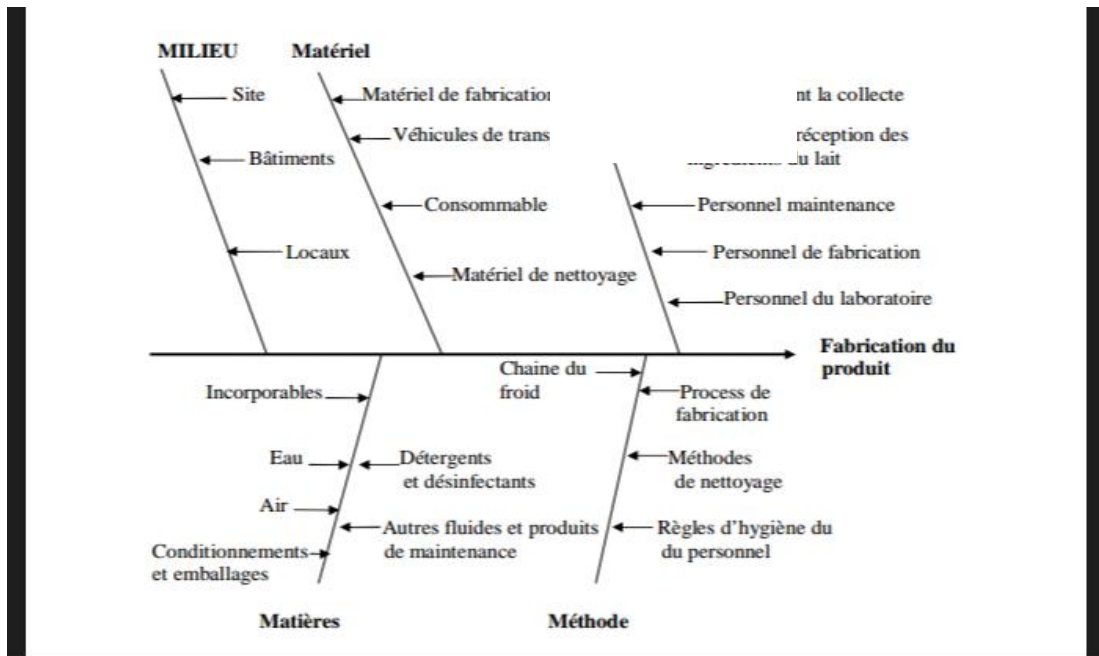 MILIEU
Matériel
Site
Matériel de fabrication
nt la collecte
Véhicules de trans
réception des
Bâtiments
du lait
Consommable
Personnel maintenance
Locaux
Personnel de fabrication
Matériel de nettoyage
Personnel du laboratoire
Fabrication du
produit
Chaine du
froid
Incorporables
Process de
fabrication
Eau
Détergents
et désinfectants
Méthodes
de nettoyage
Air
Autres fluides et produits
de maintenance
Règles d’hygiène du
du personnel
Conditionnements
et emballages
Matières
Méthode